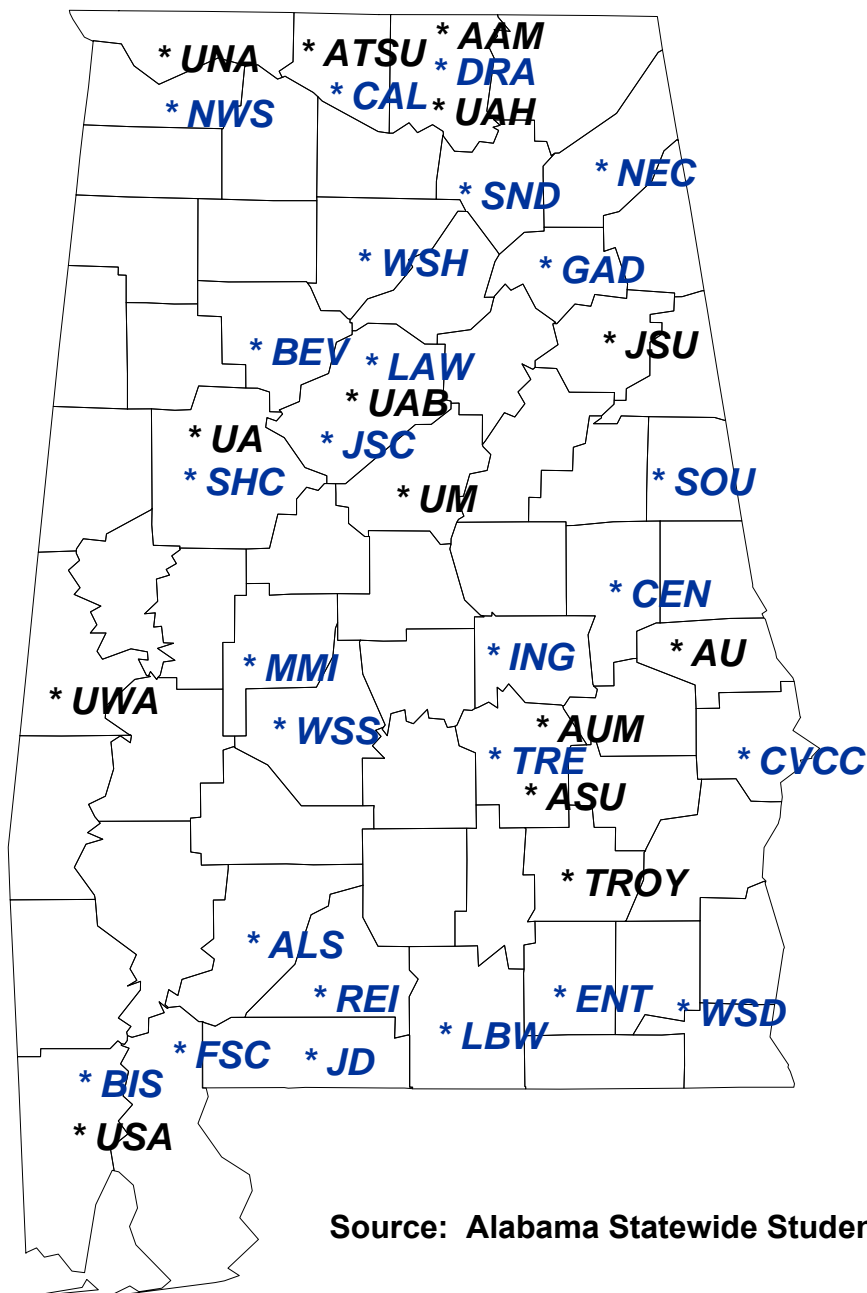 * UNA
* ATSU
* AAM
* DRA
* NWS
* CAL
* UAH
* NEC
* SND
* WSH
* GAD
* BEV
* LAW
* JSU
* UAB
* UA
* JSC
* SHC
* UM
* SOU
* CEN
* MMI
* ING
* AU
* UWA
* WSS
* AUM
* TRE
* CVCC
* ASU
* TROY
* ALS
* REI
* ENT
* WSD
* LBW
* FSC
* JD
* BIS
* USA
Source: Alabama Statewide Studen